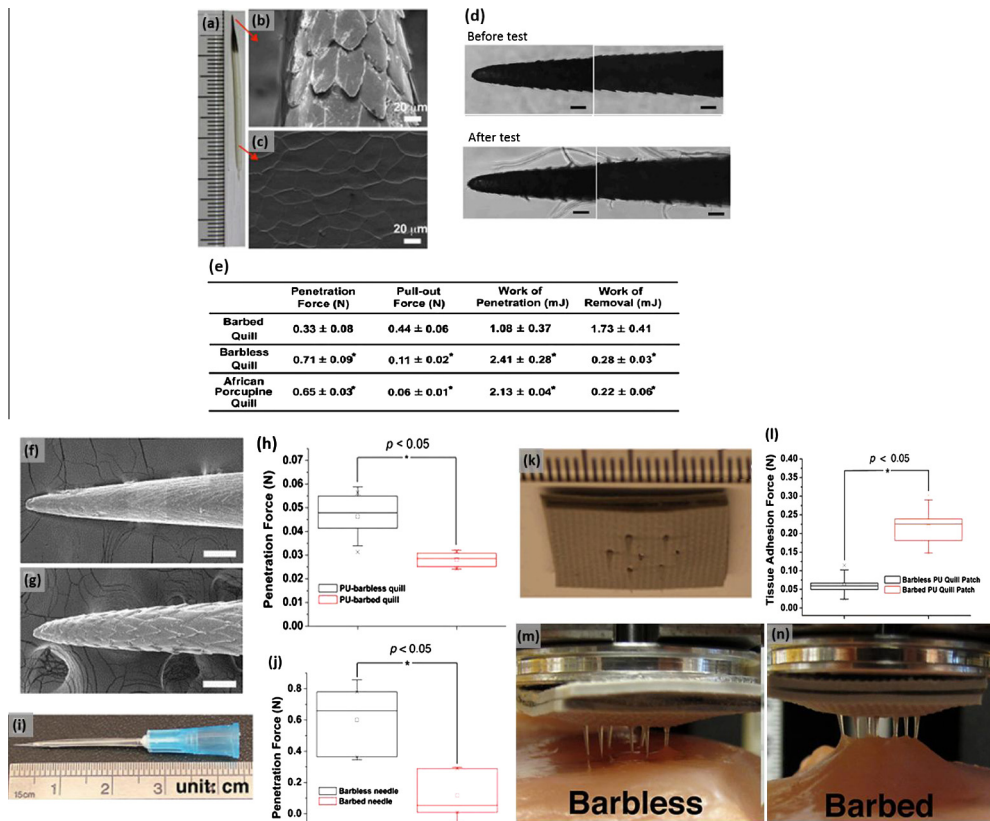 (a)
(b)
20 μm
(c)
20 μm
(d)
Before test
After test
(e)
Penetration Force (N) Pull-out Force (N) Work of Penetration (mJ) Work of Removal (mJ)
Barbed Quill 0.33 ± 0.08 0.44 ± 0.06 1.08 ± 0.37 1.73 ± 0.41
Barbless Quill 0.71 ± 0.09* 0.11 ± 0.02* 2.41 ± 0.28* 0.28 ± 0.03*
African Porcupine Quill 0.65 ± 0.03* 0.06 ± 0.01* 2.13 ± 0.04* 0.22 ± 0.06*
(f)
(g)
(h)
p < 0.05
*
Penetration Force (N)
0.07
0.06
0.05
0.04
0.03
0.02
0.01
0.00
PU-barbless quill
PU-barbed quill
(i)
15cm 1 2 3 unit: cm
(j)
p < 0.05
*
Penetration Force (N)
0.8
0.6
0.4
0.2
0.0
Barbless needle
Barbed needle
(k)
(l)
p < 0.05
*
Tissue Adhesion Force (N)
0.40
0.35
0.30
0.25
0.20
0.15
0.10
0.05
0.00
Barbless PU Quill Patch
Barbed PU Quill Patch
(m)
Barbless
(n)
Barbed